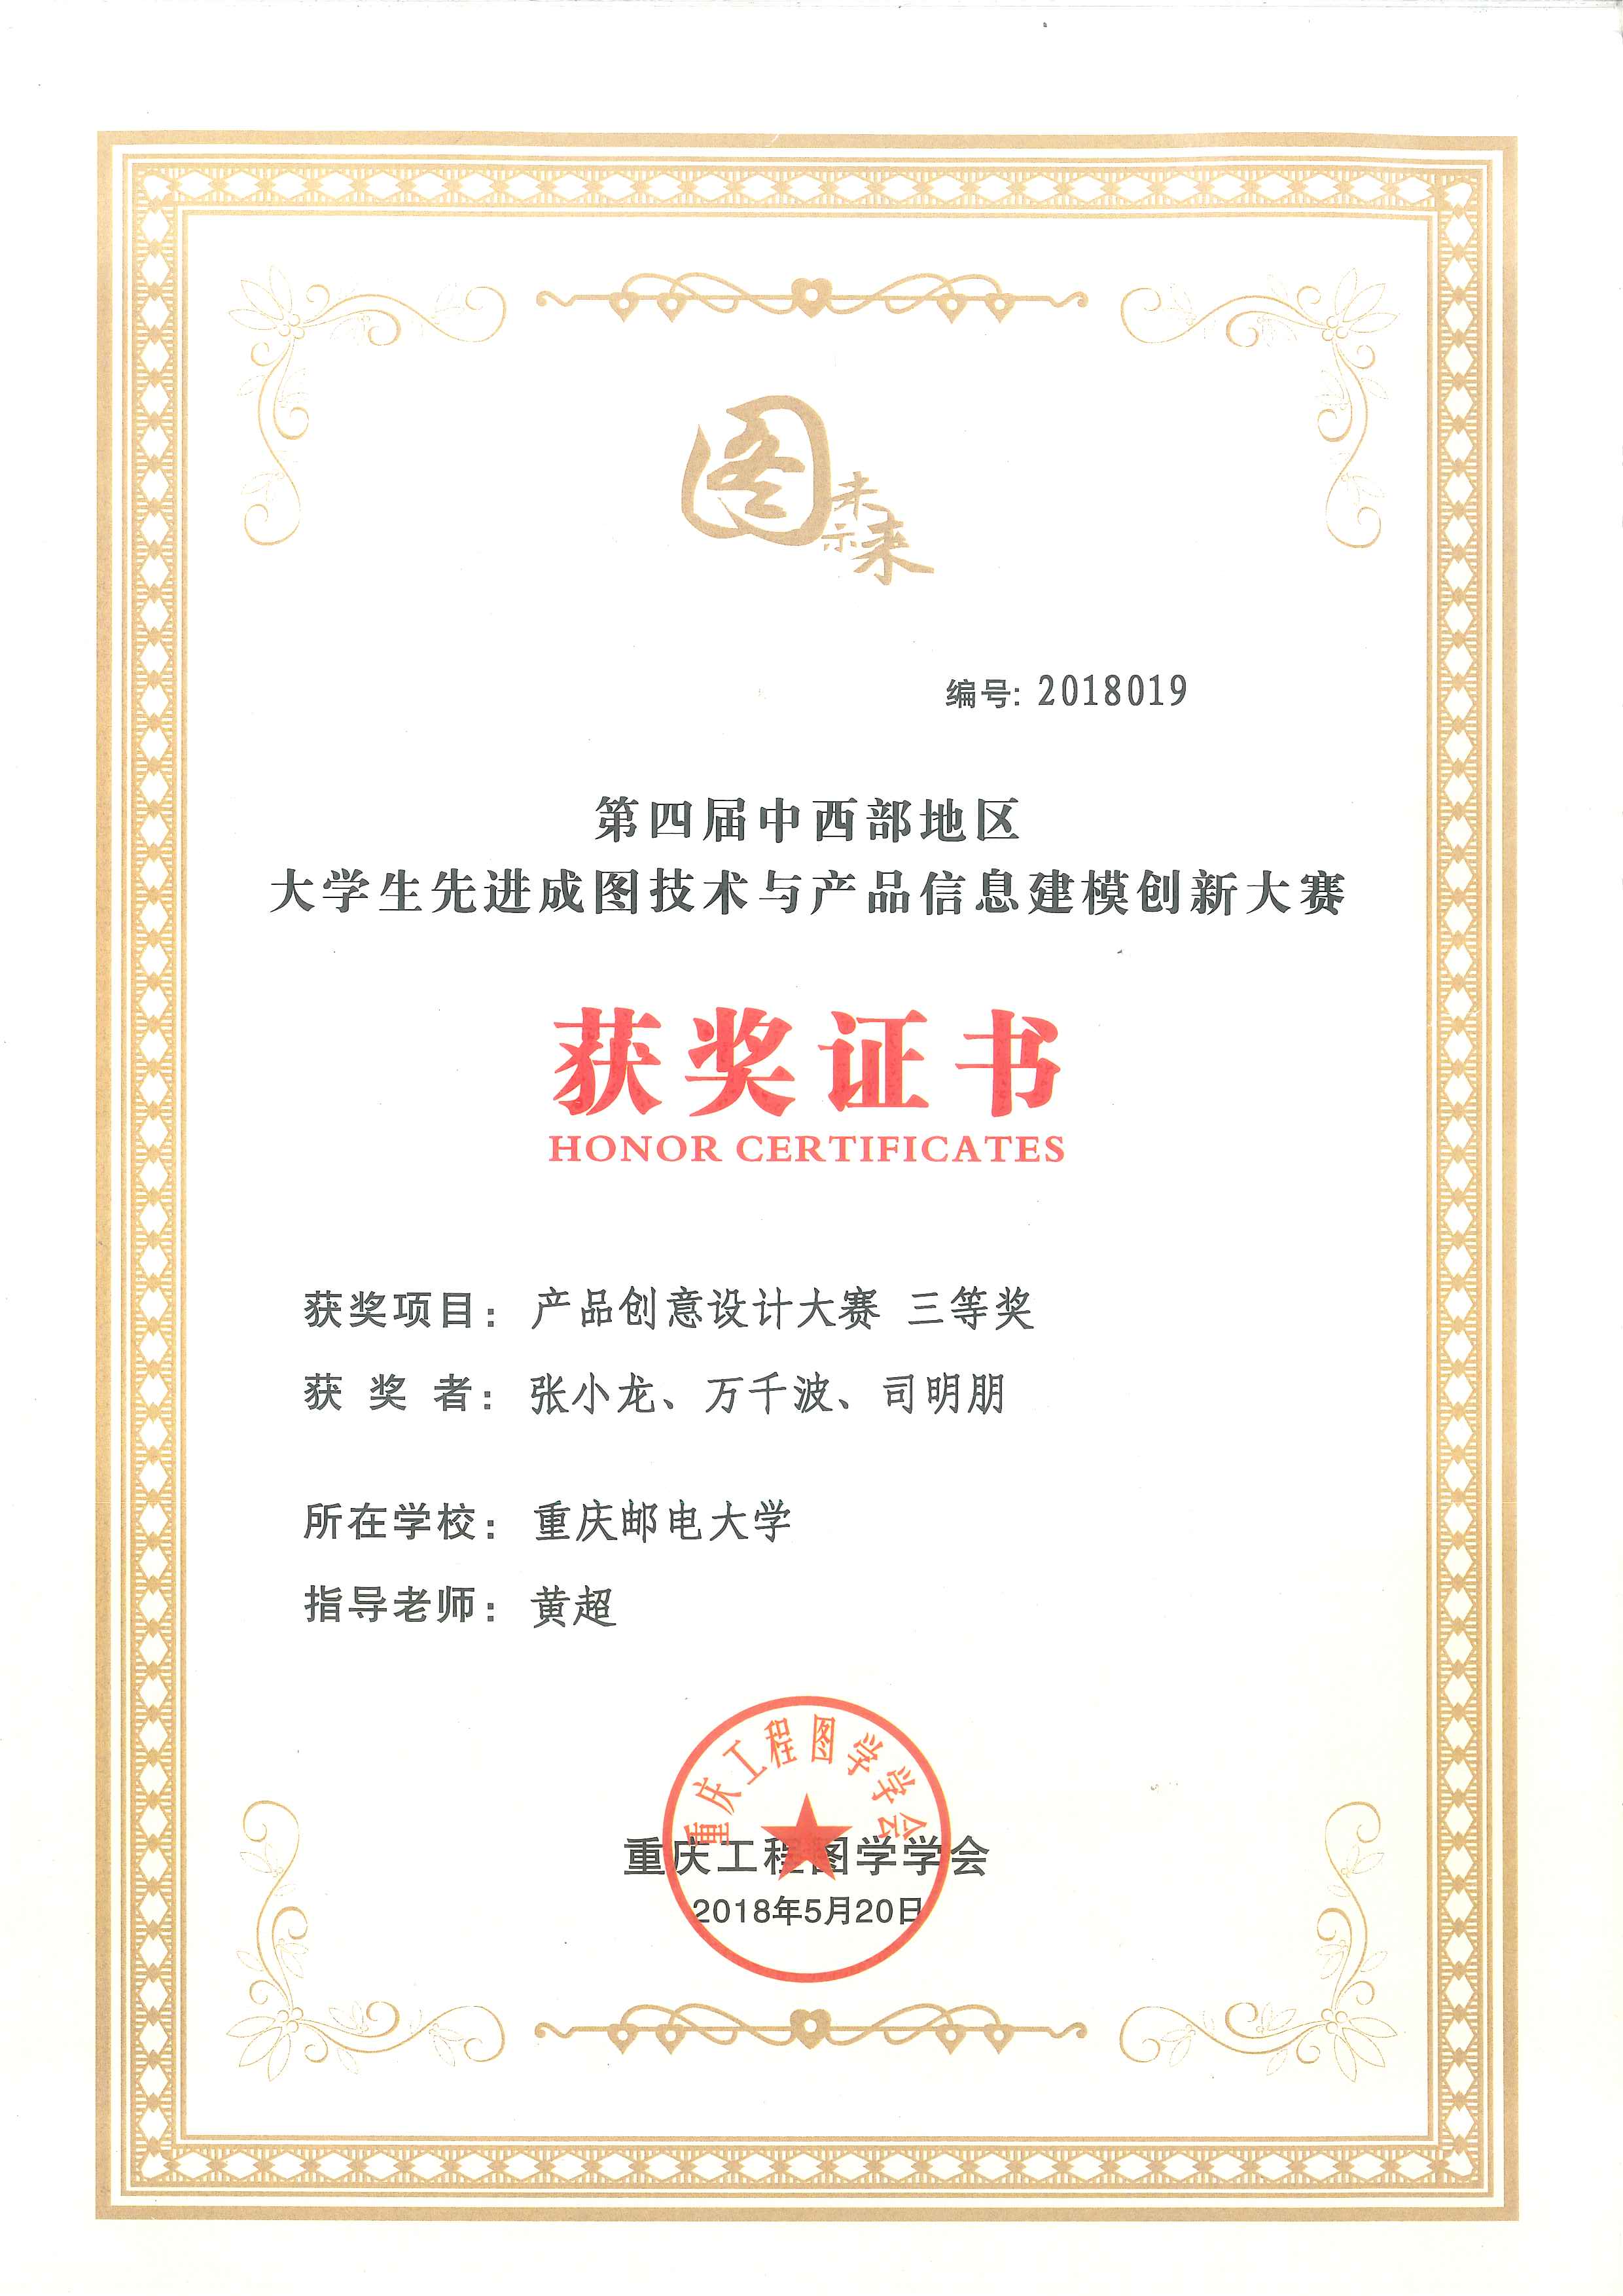 图示未来
编号: 2018019
第四届中西部地区
大学生先进成图技术与产品信息建模创新大赛
获奖证书
HONOR CERTIFICATES
获奖项目：产品创意设计大赛 三等奖
获 奖 者：张小龙、万千波、司明朋
所在学校：重庆邮电大学
指导老师：黄超
重庆工程图学学会
重庆工程图学学会
2018年5月20日